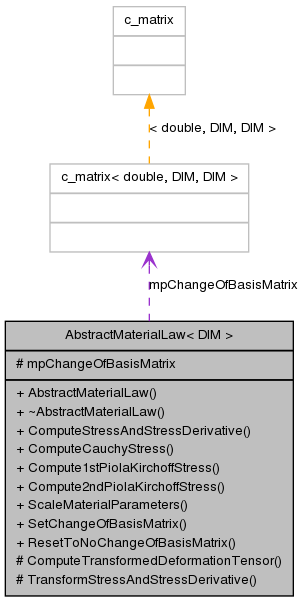 c_matrix
< double, DIM, DIM >
c_matrix< double, DIM, DIM >
mpChangeOfBasisMatrix
AbstractMaterialLaw< DIM >
# mpChangeOfBasisMatrix
+ AbstractMaterialLaw()
+ ~AbstractMaterialLaw()
+ ComputeStressAndStressDerivative()
+ ComputeCauchyStress()
+ Compute1stPiolaKirchoffStress()
+ Compute2ndPiolaKirchoffStress()
+ ScaleMaterialParameters()
+ SetChangeOfBasisMatrix()
+ ResetToNoChangeOfBasisMatrix()
# ComputeTransformedDeformationTensor()
# TransformStressAndStressDerivative()